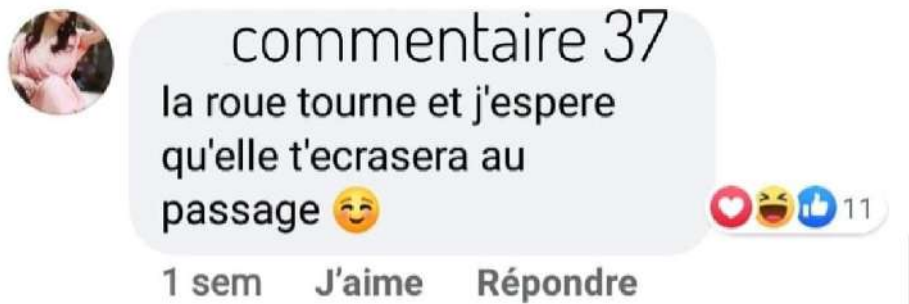 commentaire 37
la roue tourne et j'espere
qu'elle t'ecrasera au
passage ☺️
11
1 sem J'aime Répondre